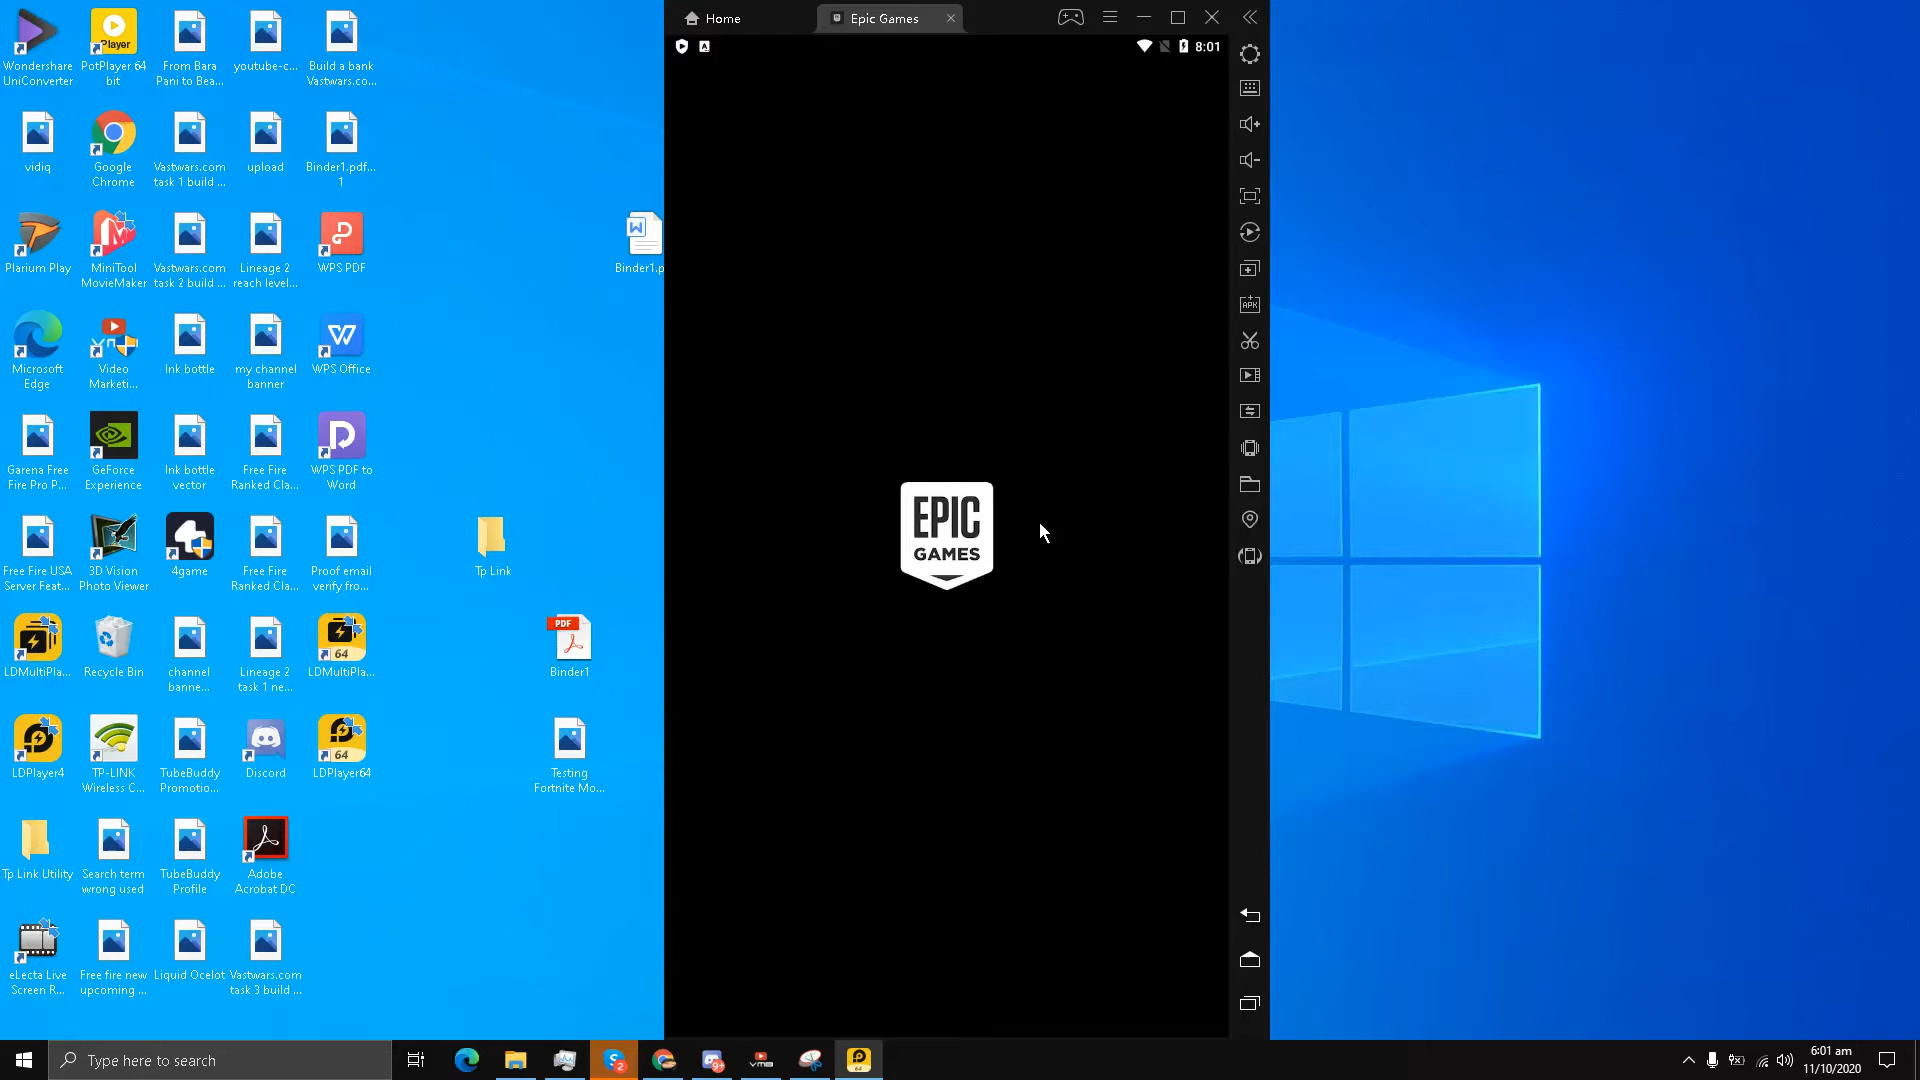 Home
Epic Games
8:01
EPIC
GAMES
Wondershare
UniConverter
Player
PotPlayer 64
bit
From Bara
Pani to Bea...
youtube-c...
Build a bank
Vastwars.co...
vidiq
Google
Chrome
Vastwars.com
task 1 build ...
upload
Binder1.pdf...
1
Plarium Play
MiniTool
MovieMaker
Vastwars.com
task 2 build ...
Lineage 2
reach level...
WPS PDF
Binder1.p
Microsoft
Edge
Video
Marketi...
Ink bottle
my channel
banner
WPS Office
Garena Free
Fire Pro P...
GeForce
Experience
Ink bottle
vector
Free Fire
Ranked Cla...
WPS PDF to
Word
Free Fire USA
Server Feat...
3D Vision
Photo Viewer
4game
Free Fire
Ranked Cla...
Proof email
verify fro...
Tp Link
LDMultiPla...
Recycle Bin
channel
banne...
Lineage 2
task 1 ne...
64
LDMultiPla...
PDF
Binder1
LDPlayer4
TP-LINK
Wireless C...
TubeBuddy
Promotio...
Discord
64
LDPlayer64
Testing
Fortnite Mo...
Tp Link Utility
Search term
wrong used
TubeBuddy
Profile
Adobe
Acrobat DC
eLecta Live
Screen R...
Free fire new
upcoming ...
Liquid Ocelot
Vastwars.com
task 3 build ...
APK
Type here to search
2
9+
64
6:01 am
11/10/2020